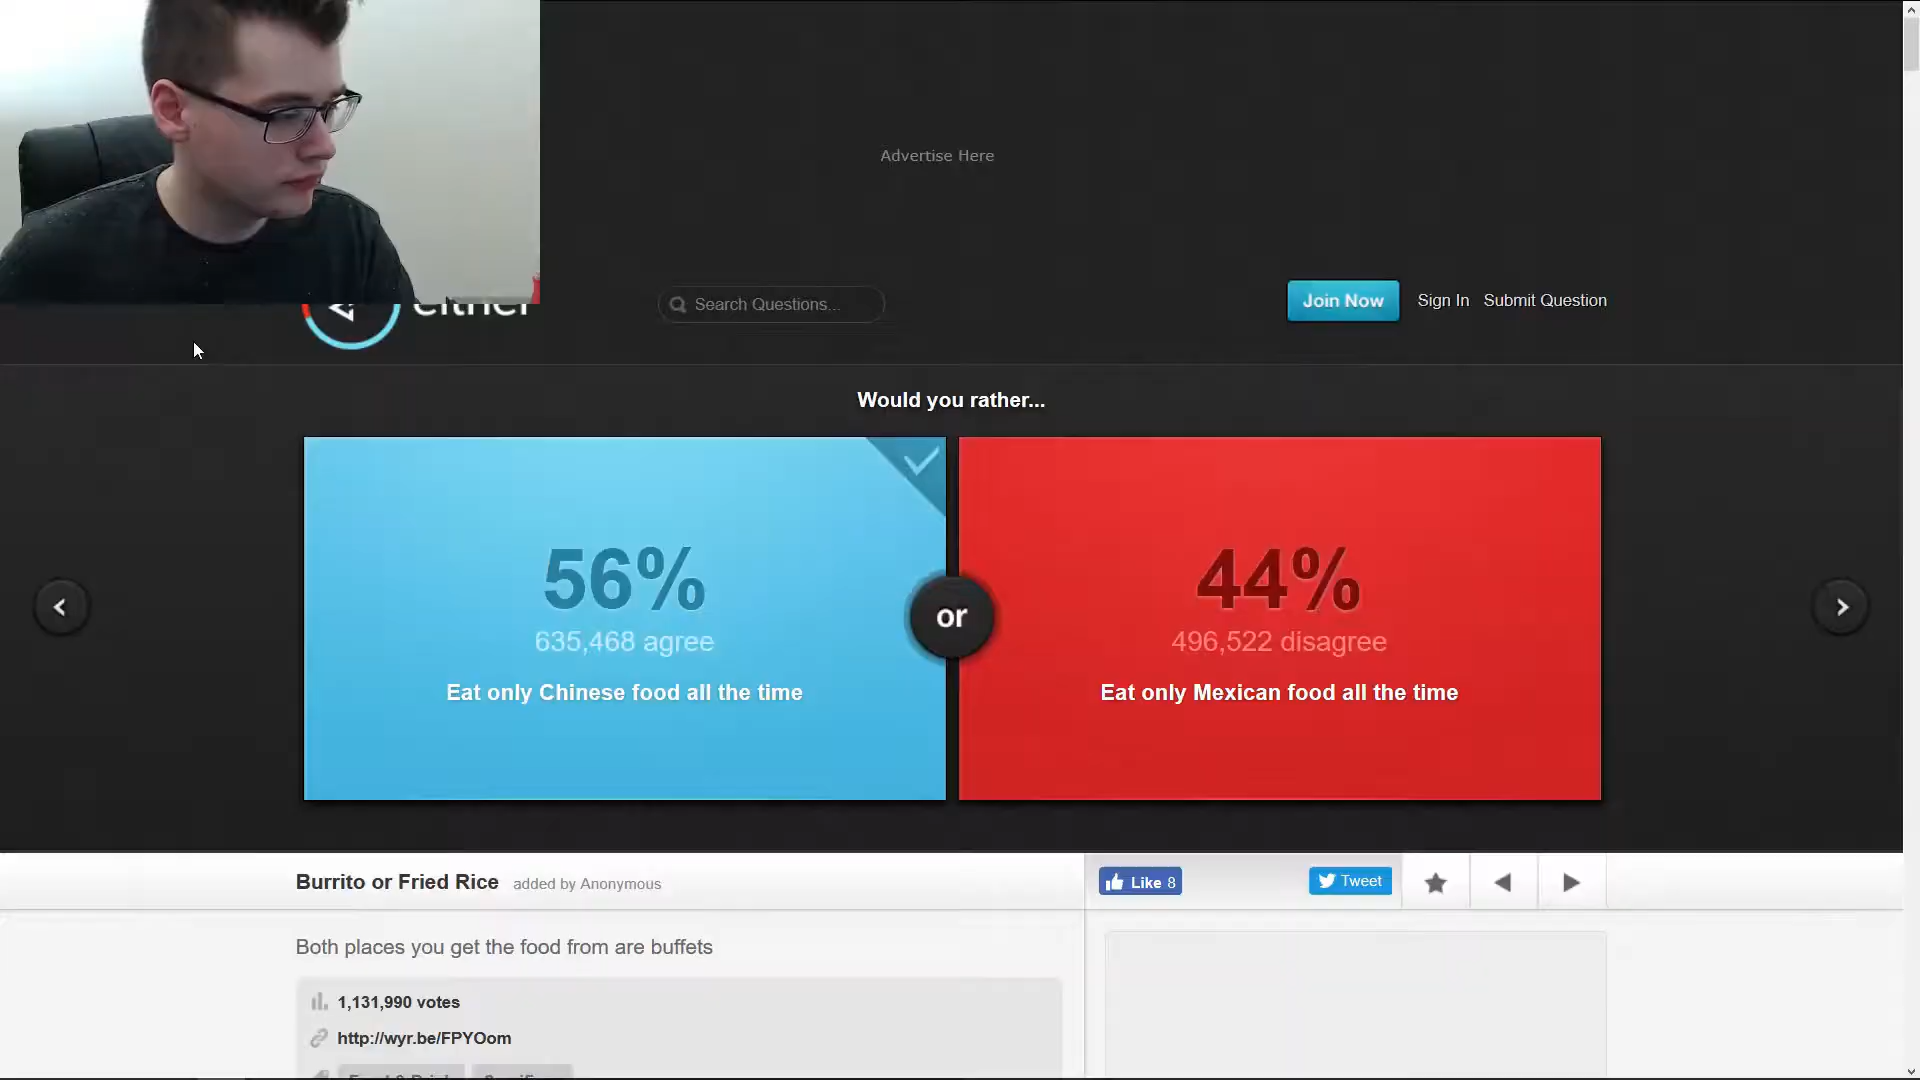 Advertise Here
either
Search Questions...
Join Now
Sign In
Submit Question
Would you rather...
56%
635,468 agree
Eat only Chinese food all the time
or
44%
496,522 disagree
Eat only Mexican food all the time
Burrito or Fried Rice added by Anonymous
Like 8
Tweet
Both places you get the food from are buffets
1,131,990 votes
http://wyr.be/FPYOom